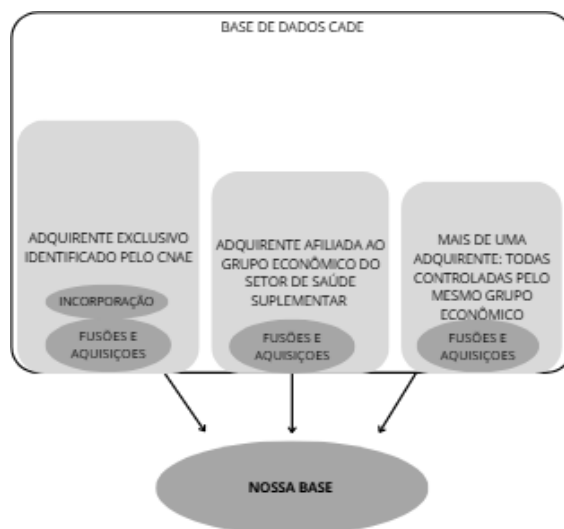 BASE DE DADOS CADE
ADQUIRENTE EXCLUSIVO
IDENTIFICADO PELO CNAE
INCORPORAÇÃO
FUSÕES E
AQUISIÇOES
ADQUIRENTE AFILIADA AO
GRUPO ECONÔMICO DO
SETOR DE SAÚDE
SUPLEMENTAR
FUSÕES E
AQUISIÇOES
MAIS DE UMA
ADQUIRENTE: TODAS
CONTROLADAS PELO
MESMO GRUPO
ECONÔMICO
FUSÕES E
AQUISIÇOES
NOSSA BASE